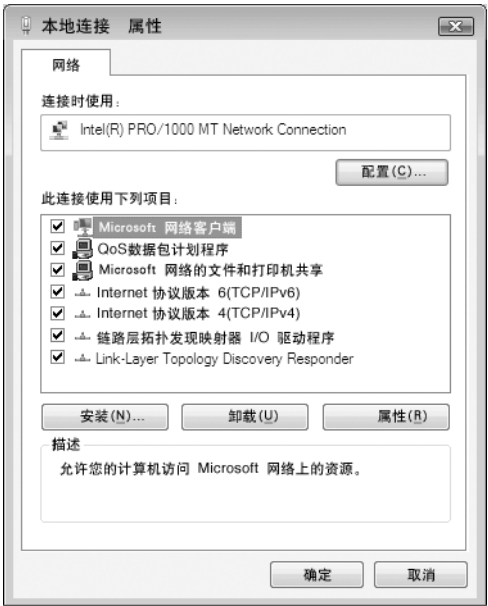 本地连接 属性
网络
连接时使用:
Intel(R) PRO/1000 MT Network Connection
配置(C)...
此连接使用下列项目:
Microsoft 网络客户端
QoS数据包计划程序
Microsoft 网络的文件和打印机共享
Internet 协议版本 6(TCP/IPv6)
Internet 协议版本 4(TCP/IPv4)
链路层拓扑发现映射器 I/O 驱动程序
Link-Layer Topology Discovery Responder
安装(N)... 卸载(U) 属性(R)
描述
允许您的计算机访问 Microsoft 网络上的资源。
确定 取消